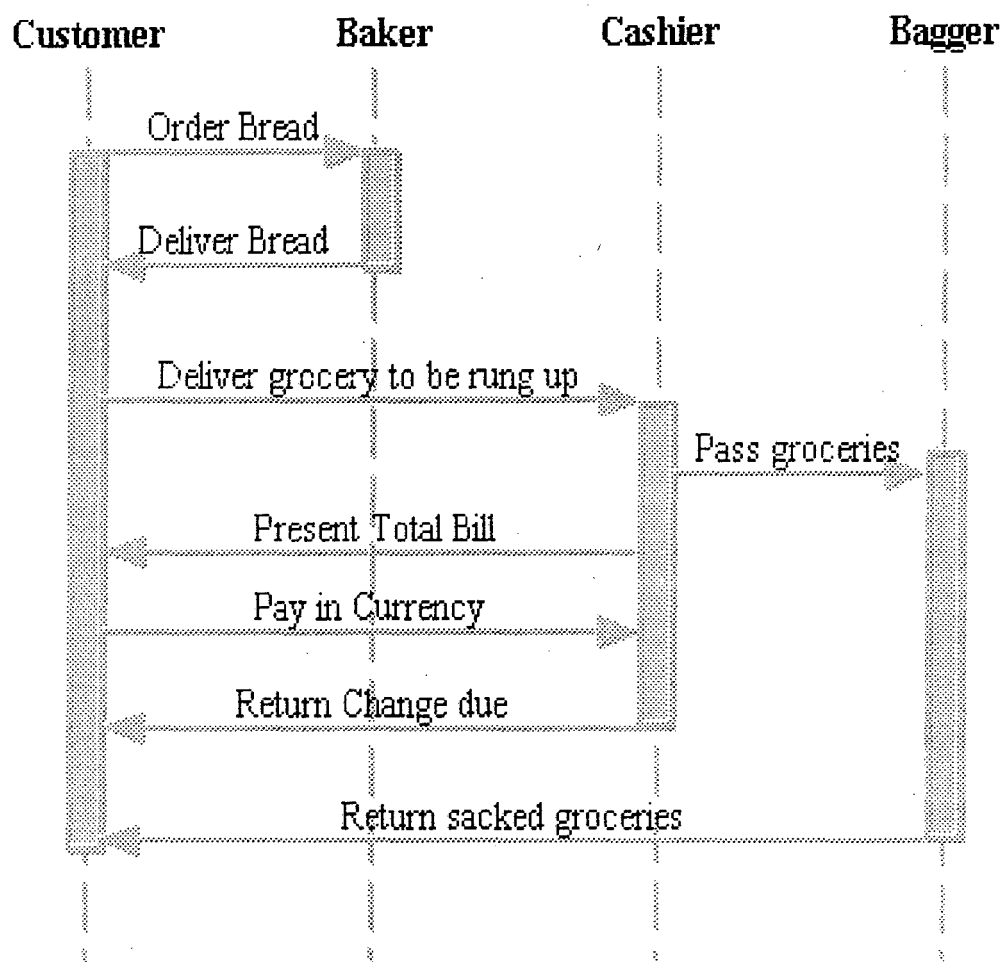 Customer Baker Cashier Bagger
Order Bread
Deliver Bread
Deliver grocery to be rung up
Pass groceries
Present Total Bill
Pay in Currency
Return Change due
Return sacked groceries